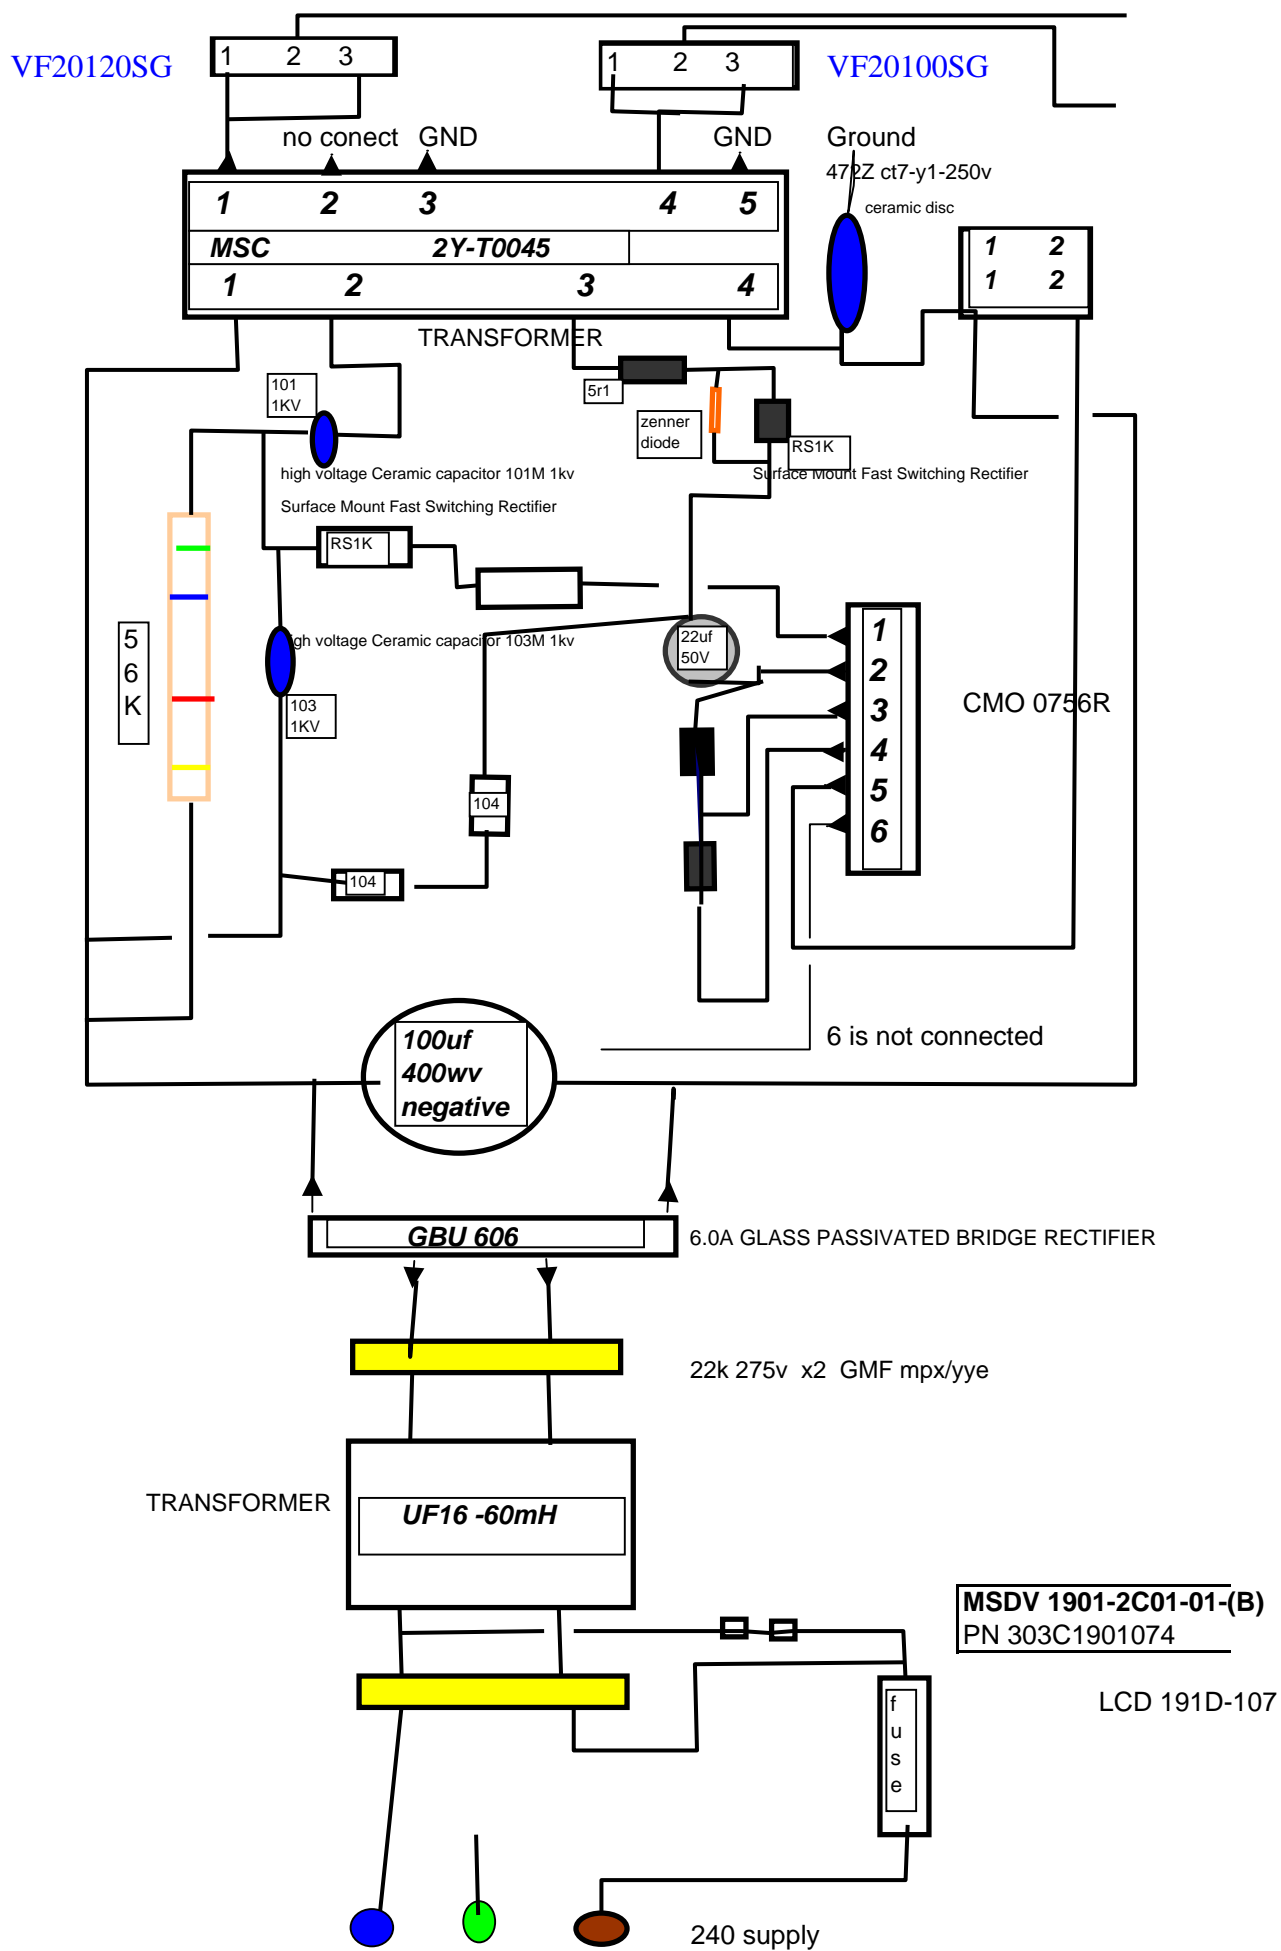 VF20120SG
1 2 3
1 2 3
VF20100SG
no conect
GND
GND
Ground
472Z ct7-y1-250v
ceramic disc
1 2 3 4 5
MSC 2Y-T0045
1 2 3 4
TRANSFORMER
1 2
1 2
101
1KV
5r1
zenner
diode
RS1K
high voltage Ceramic capacitor 101M 1kv
Surface Mount Fast Switching Rectifier
Surface Mount Fast Switching Rectifier
RS1K
5
6
K
high voltage Ceramic capacitor 103M 1kv
22uf
50V
103
1KV
1
2
3
4
5
6
CMO 0756R
104
104
100uf
400wv
negative
6 is not connected
GBU 606
6.0A GLASS PASSIVATED BRIDGE RECTIFIER
22k 275v x2 GMF mpx/yye
TRANSFORMER
UF16 -60mH
MSDV 1901-2C01-01-(B)
PN 303C1901074
LCD 191D-107
f
u
s
e
240 supply